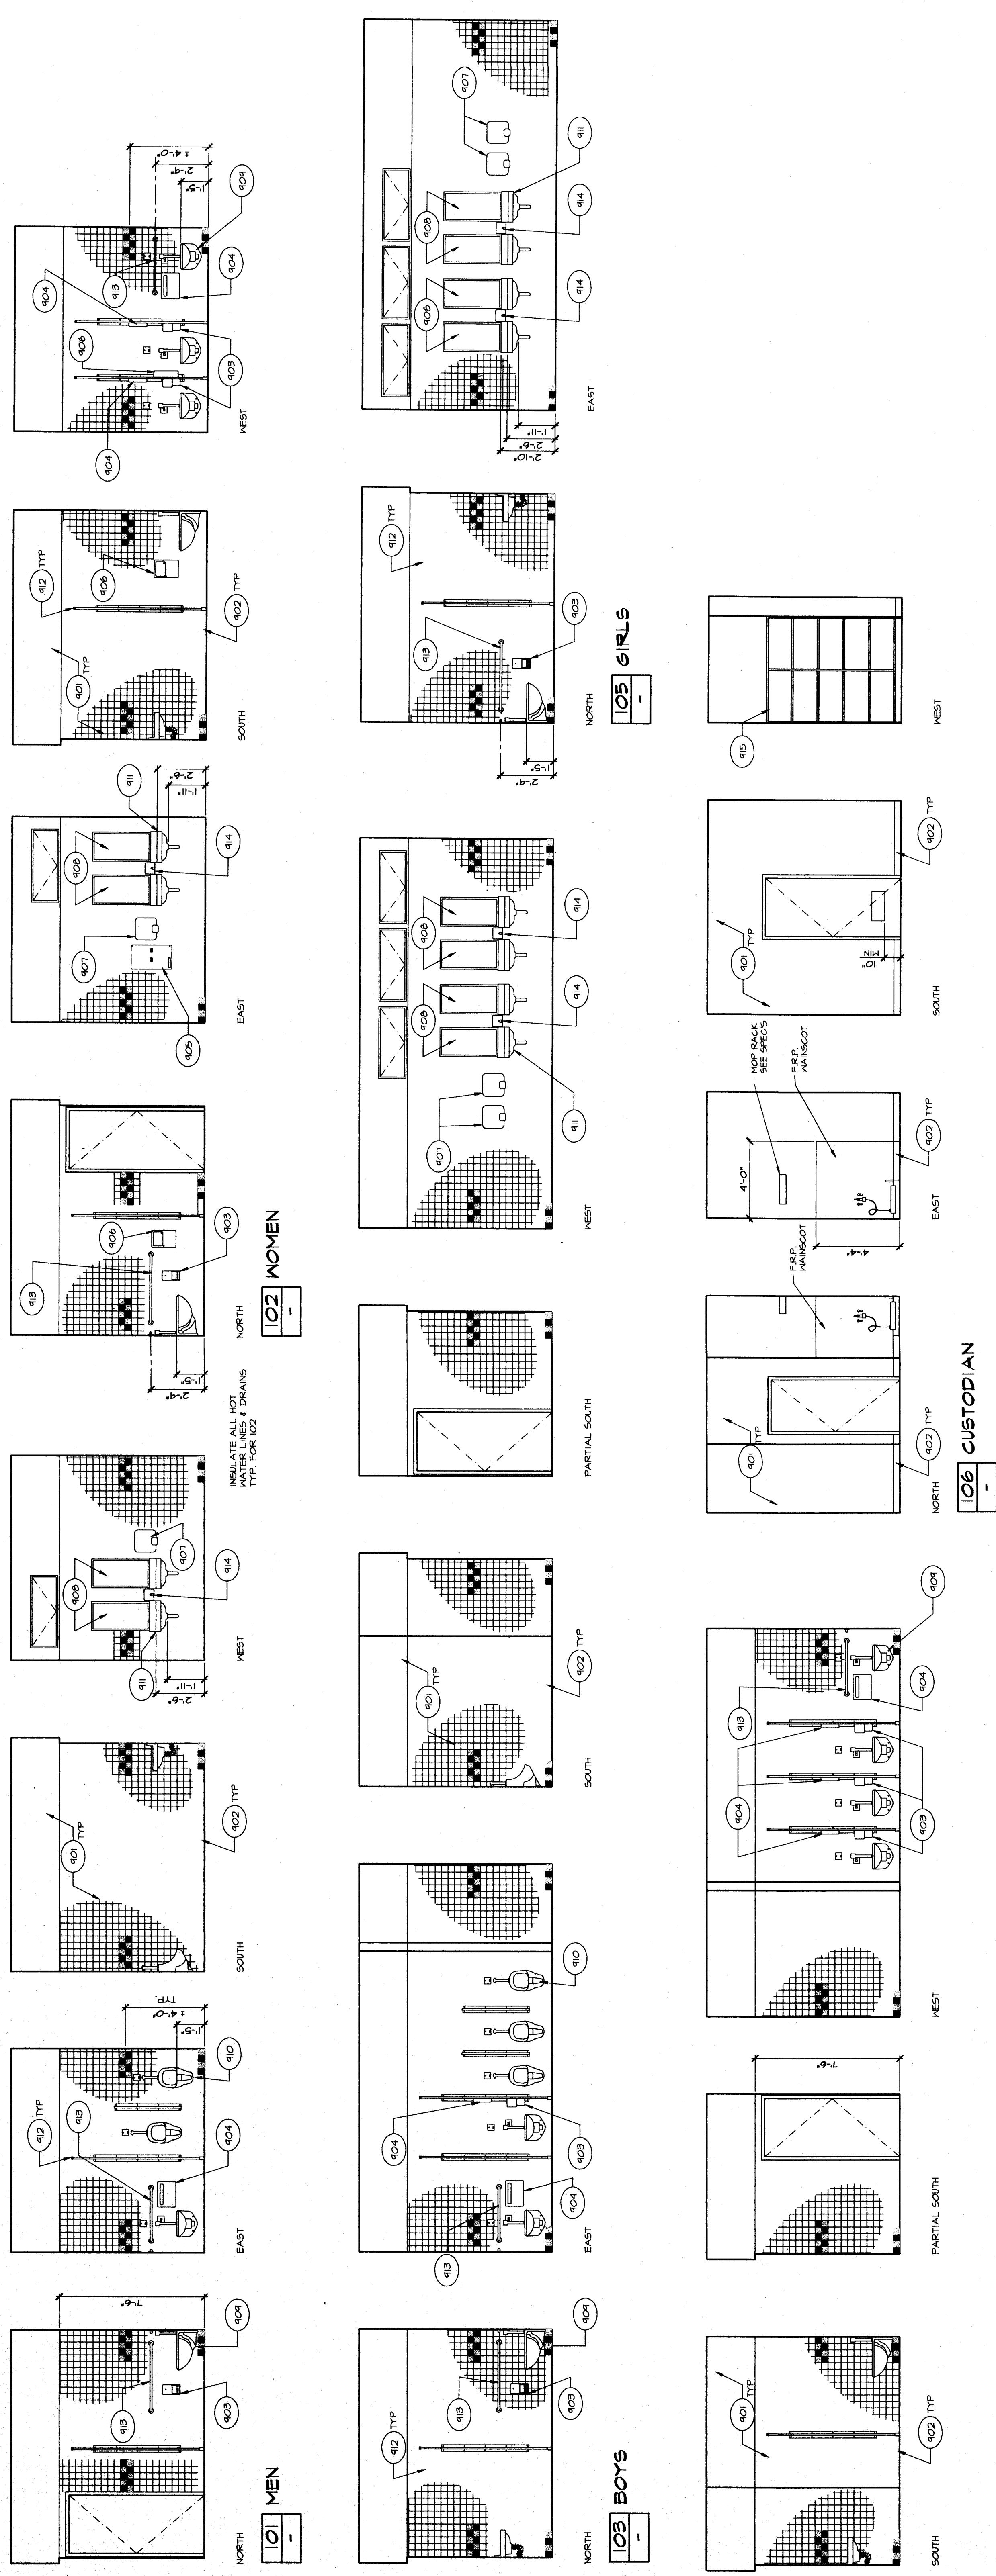 7'-6"
913
903
909
NORTH
101 MEN
-
912 TYP
913
904
910
1'-5"
± 4'-0"
TYP.
EAST
901 TYP
902 TYP
SOUTH
908
911
907
914
2'-6"
1'-11"
WEST
INSULATE ALL HOT
WATER LINES & DRAINS
TYP. FOR 102
913
906
903
2'-9"
1'-5"
NORTH
102 WOMEN
-
908
907
905
911
914
1'-11"
2'-6"
EAST
912 TYP
901 TYP
906
902 TYP
SOUTH
904
906
904
913
903
904
909
1'-5"
2'-9"
± 4'-0"
WEST
912 TYP
913
903
909
NORTH
103 BOYS
-
913
904
904
903
910
EAST
901
TYP
902 TYP
SOUTH
PARTIAL SOUTH
907
908
908
911
914
914
WEST
912 TYP
913
903
2'-9"
1'-5"
NORTH
105 GIRLS
-
908
908
907
911
914
914
2'-10"
2'-6"
1'-11"
EAST
901
TYP
902 TYP
SOUTH
7'-6"
PARTIAL SOUTH
904
913
903
904
909
WEST
901
TYP
902 TYP
F.R.P.
WAINSCOT
NORTH
106 CUSTODIAN
-
4'-0"
4'-4"
MOP RACK
SEE SPEC'S
F.R.P.
WAINSCOT
902 TYP
EAST
901
TYP
10"
MIN
902 TYP
SOUTH
915
WEST